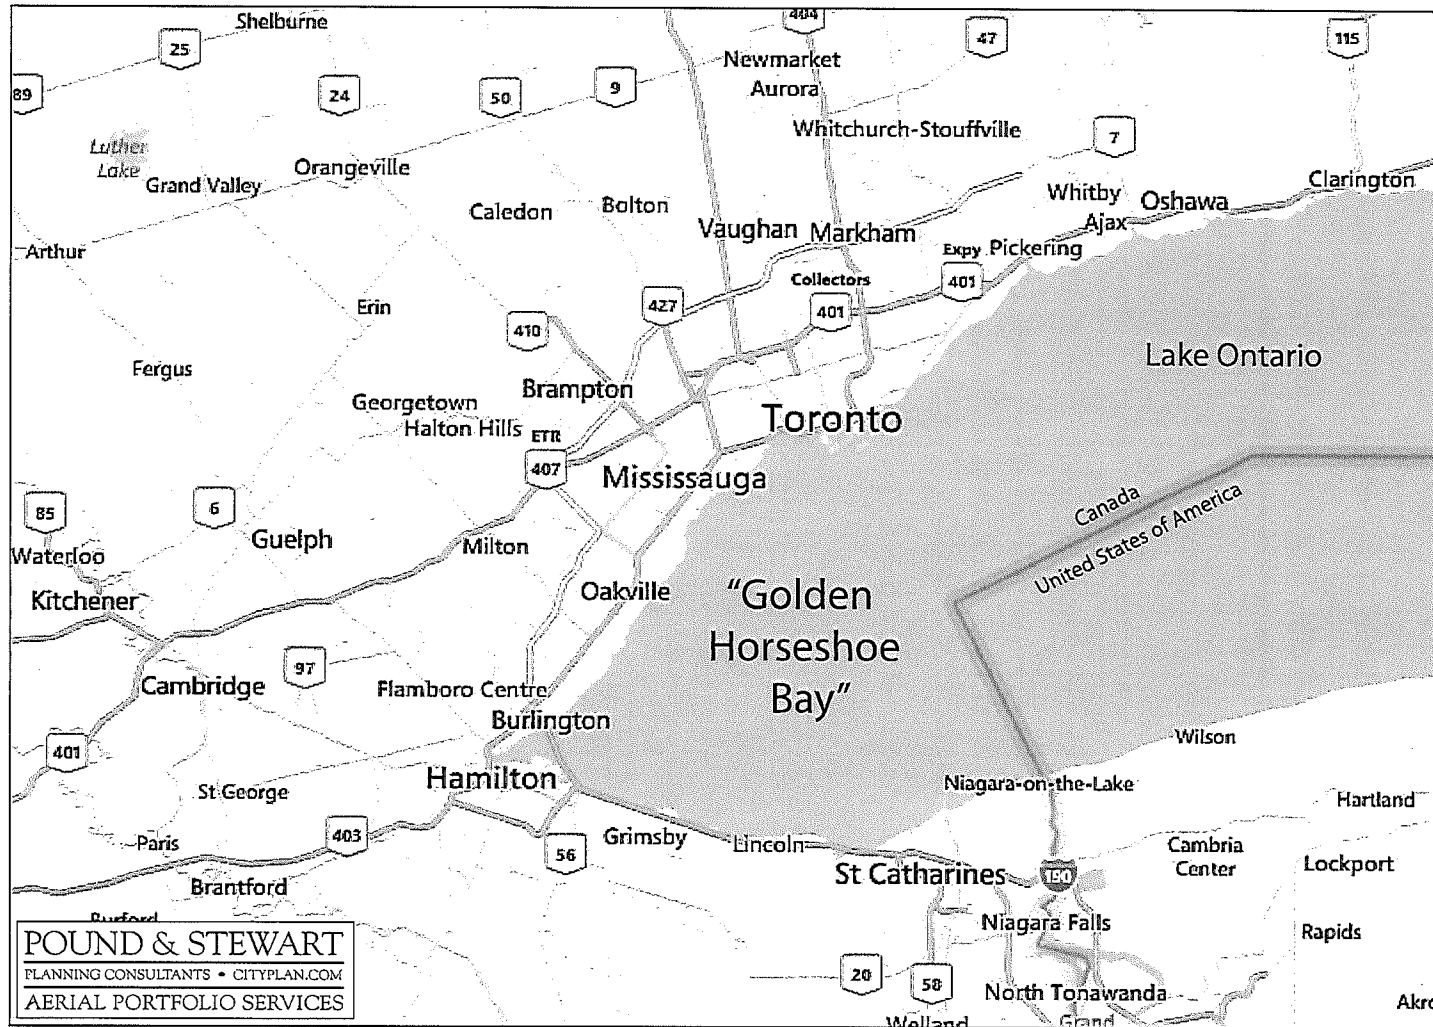 Shelburne
404
25
47
115
Newmarket
Aurora
89
24
50
9
Whitchurch-Stouffville
7
Luther
Lake
Orangeville
Grand Valley
Whitby
Clarington
Caledon
Bolton
Oshawa
Ajax
Vaughan
Markham
Arthur
Expy
Pickering
401
Collectors
401
427
Erin
410
Fergus
Lake Ontario
Brampton
Georgetown
Halton Hills
Toronto
ETR
407
Mississauga
85
6
Canada
United States of America
Guelph
Waterloo
Milton
Kitchener
Oakville
"Golden
Horseshoe
Bay"
97
Cambridge
Flamboro Centre
Burlington
401
Wilson
Hamilton
Niagara-on-the-Lake
St George
Hartland
Paris
403
Grimsby
Lincoln
56
Cambria
Center
Lockport
St Catharines
190
Brantford
Burford
Niagara Falls
Rapids
POUND & STEWART
PLANNING CONSULTANTS • CITYPLAN.COM
AERIAL PORTFOLIO SERVICES
20
58
North Tonawanda
Akro
Welland
Grand